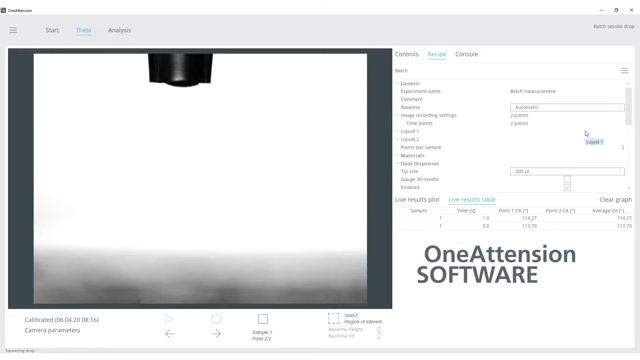 OneAttension
Start Theta Analysis
Batch sessile drop
Controls Recipe Console
Batch
Generic
Experiment name Batch measurement
Comment
Baseline Automatic
Image recording settings 2 points
Time points 2 points
Liquid 1
Liquid 1
Liquid 2
Points per sample 2
Materials
Dual Dispenser
Tip size 300 µl
Gauge 30 needle
Enabled
Live results plot Live results table Clear graph
Sample Time [s] Point 1 CA [°] Point 2 CA [°] Average CA [°]
1 1.0 114.27 114.27
1 5.0 113.70 113.70
OneAttension
SOFTWARE
Calibrated (06.04.20 08:16)
Camera parameters
Sample 1
Point 2/2
Select
Region of interest
Baseline height
Baseline tilt